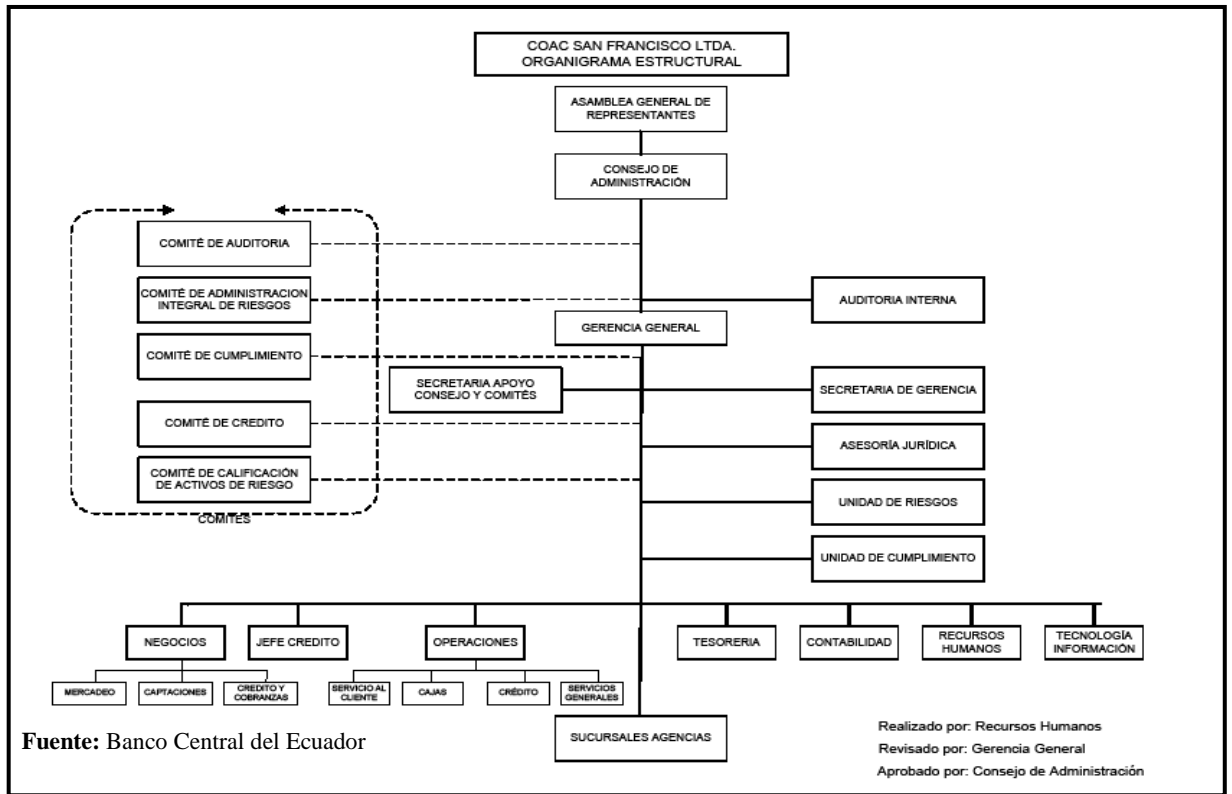 COAC SAN FRANCISCO LTDA.
ORGANIGRAMA ESTRUCTURAL
ASAMBLEA GENERAL DE
REPRESENTANTES
CONSEJO DE
ADMINISTRACIÓN
COMITÉ DE AUDITORIA
COMITÉ DE ADMINISTRACION
INTEGRAL DE RIESGOS
AUDITORIA INTERNA
GERENCIA GENERAL
COMITÉ DE CUMPLIMIENTO
SECRETARIA APOYO
CONSEJO Y COMITÉS
SECRETARIA DE GERENCIA
COMITÉ DE CREDITO
ASESORÍA JURÍDICA
COMITÉ DE CALIFICACIÓN
DE ACTIVOS DE RIESGO
UNIDAD DE RIESGOS
COMITES
UNIDAD DE CUMPLIMIENTO
NEGOCIOS
JEFE CREDITO
OPERACIONES
TESORERIA
CONTABILIDAD
RECURSOS
HUMANOS
TECNOLOGÍA
INFORMACIÓN
MERCADEO
CAPTACIONES
CREDITO Y
COBRANZAS
SERVICIO AL
CLIENTE
CAJAS
CRÉDITO
SERVICIOS
GENERALES
SUCURSALES AGENCIAS
Fuente: Banco Central del Ecuador
Realizado por: Recursos Humanos
Revisado por: Gerencia General
Aprobado por: Consejo de Administración